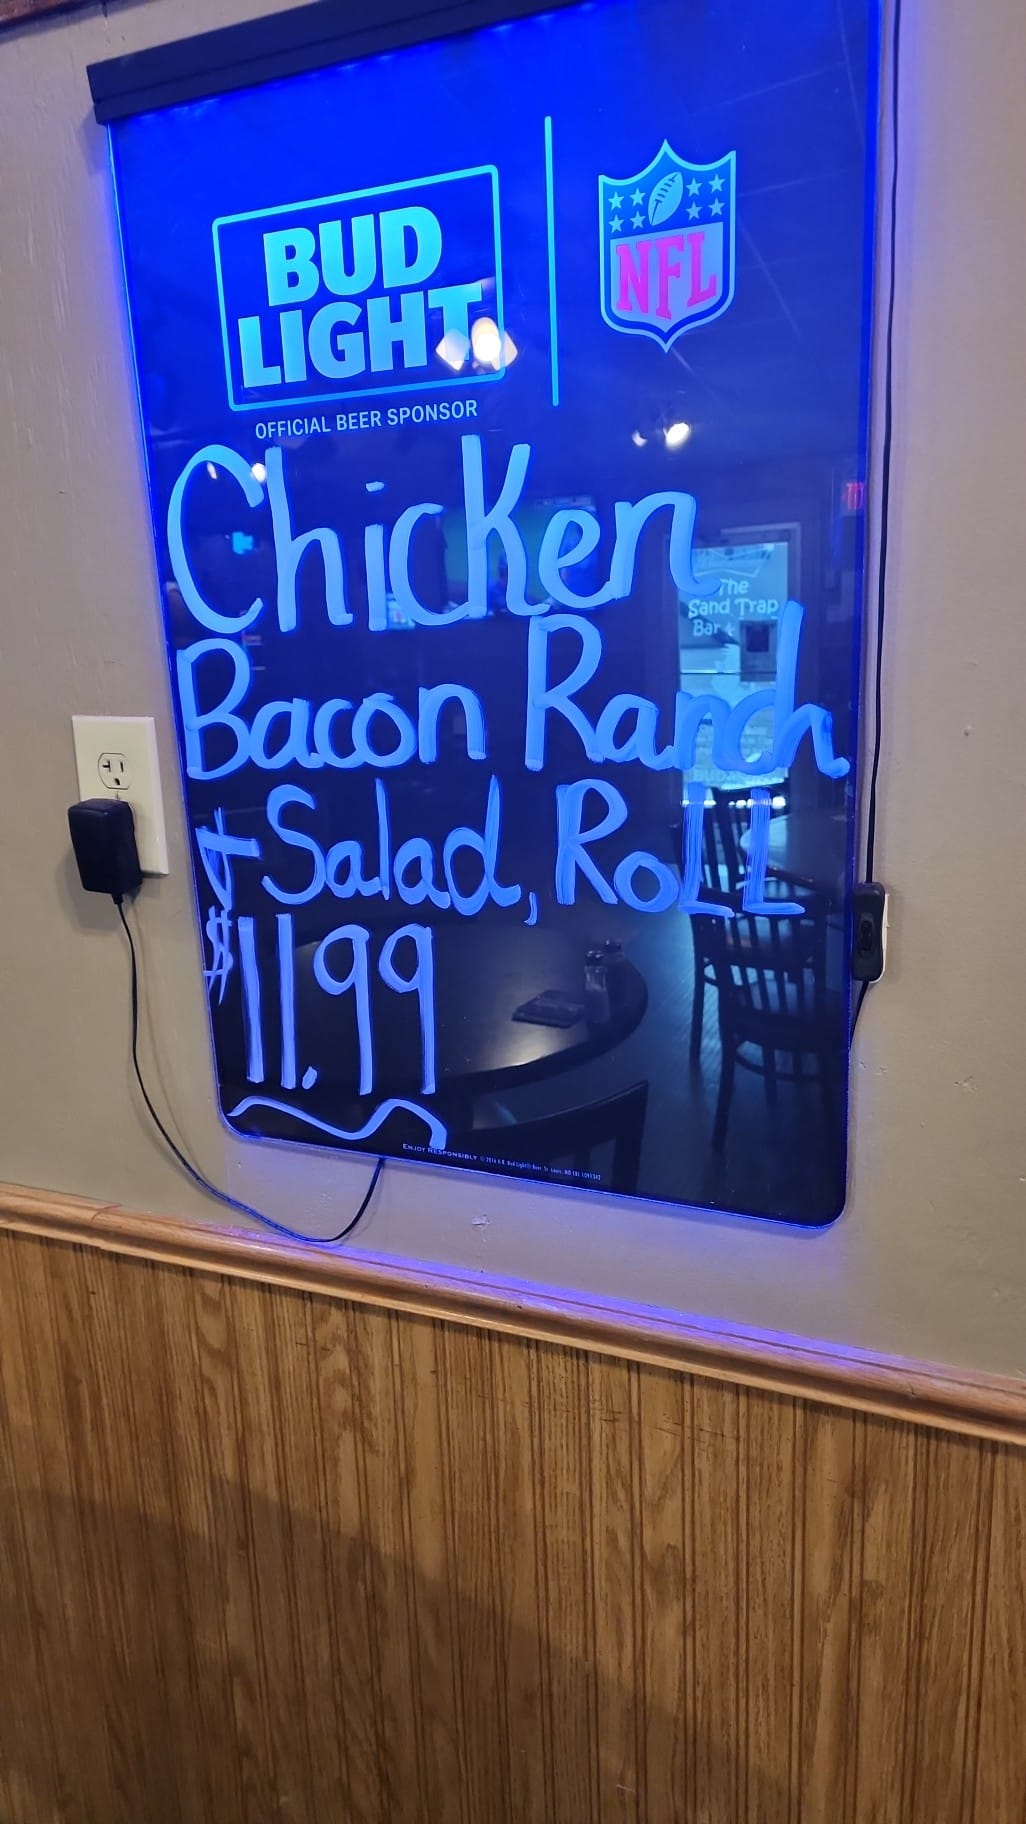 BUD
LIGHT
OFFICIAL BEER SPONSOR
NFL
Chicken
The
Sand Trap
Bar +
Bacon Ranch
+ Salad, RoLL
$11.99
ENJOY RESPONSIBLY